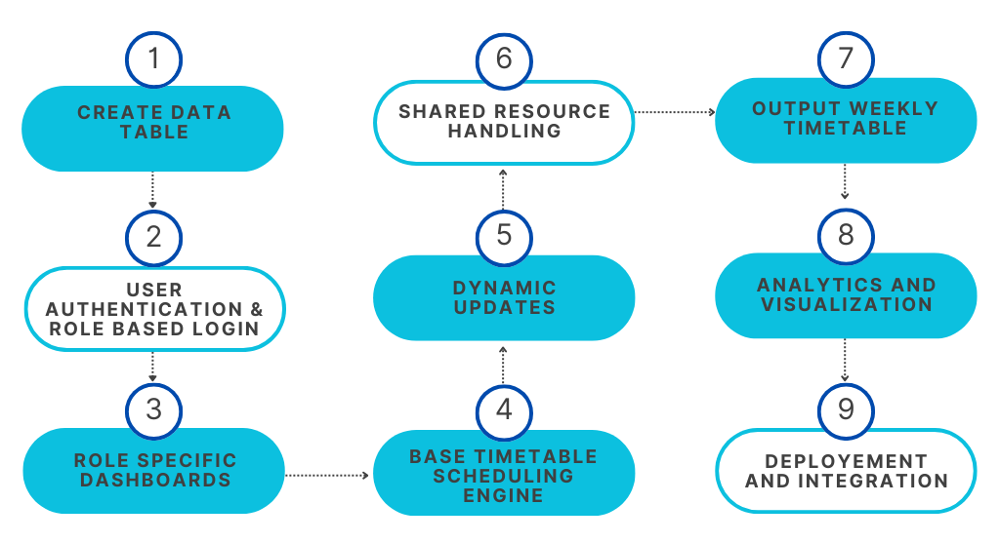 1
CREATE DATA
TABLE
2
USER
AUTHENTICATION &
ROLE BASED LOGIN
3
ROLE SPECIFIC
DASHBOARDS
4
BASE TIMETABLE
SCHEDULING
ENGINE
5
DYNAMIC
UPDATES
6
SHARED RESOURCE
HANDLING
7
OUTPUT WEEKLY
TIMETABLE
8
ANALYTICS AND
VISUALIZATION
9
DEPLOYEMENT
AND INTEGRATION